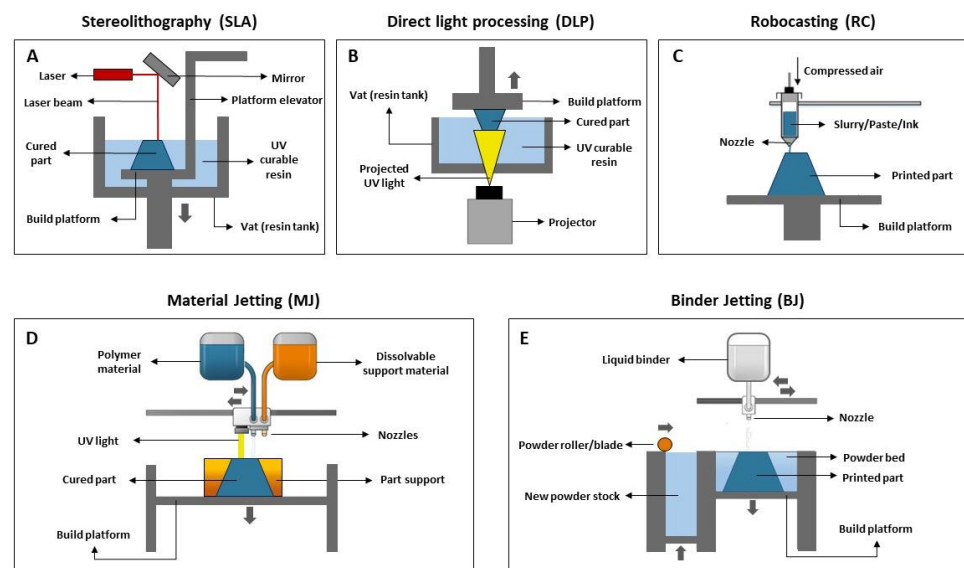 Stereolithography (SLA)
Direct light processing (DLP)
Robocasting (RC)
A
Laser
Mirror
Laser beam
Platform elevator
Cured
part
UV
curable
resin
Build platform
Vat (resin tank)
B
Vat (resin tank)
Build platform
Cured part
UV curable
resin
Projected
UV light
Projector
C
Compressed air
Slurry/Paste/Ink
Nozzle
Printed part
Build platform
Material Jetting (MJ)
Binder Jetting (BJ)
D
Polymer
material
Dissolvable
support material
UV light
Nozzles
Cured part
Part support
Build platform
E
Liquid binder
Nozzle
Powder roller/blade
Powder bed
Printed part
New powder stock
Build platform